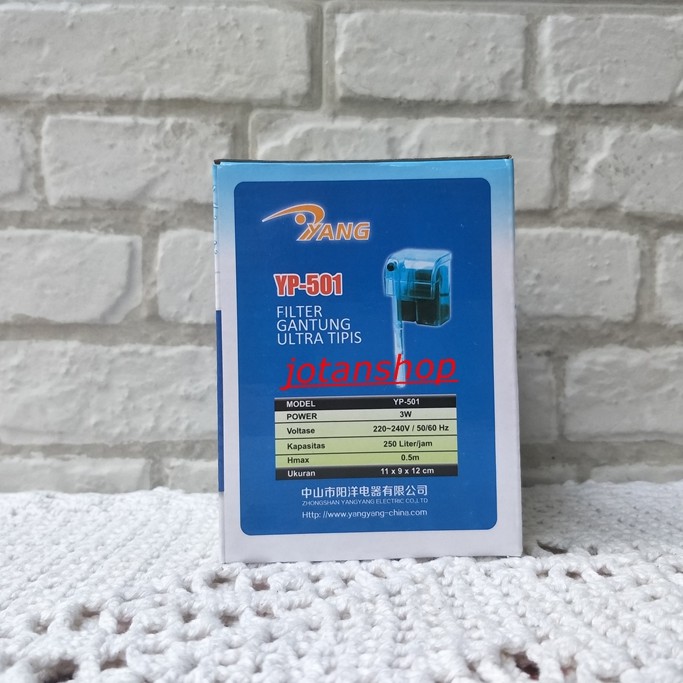 YANG
YP-501
FILTER
GANTUNG
ULTRA TIPIS
jotanshop
MODEL YP-501
POWER 3W
Voltase 220~240V / 50/60 Hz
Kapasitas 250 Liter/jam
Hmax 0.5m
Ukuran 11 x 9 x 12 cm
中山市阳洋电器有限公司
ZHONGSHAN YANGYANG ELECTRIC CO,.LTD
Http: //www.yangyang-china.com